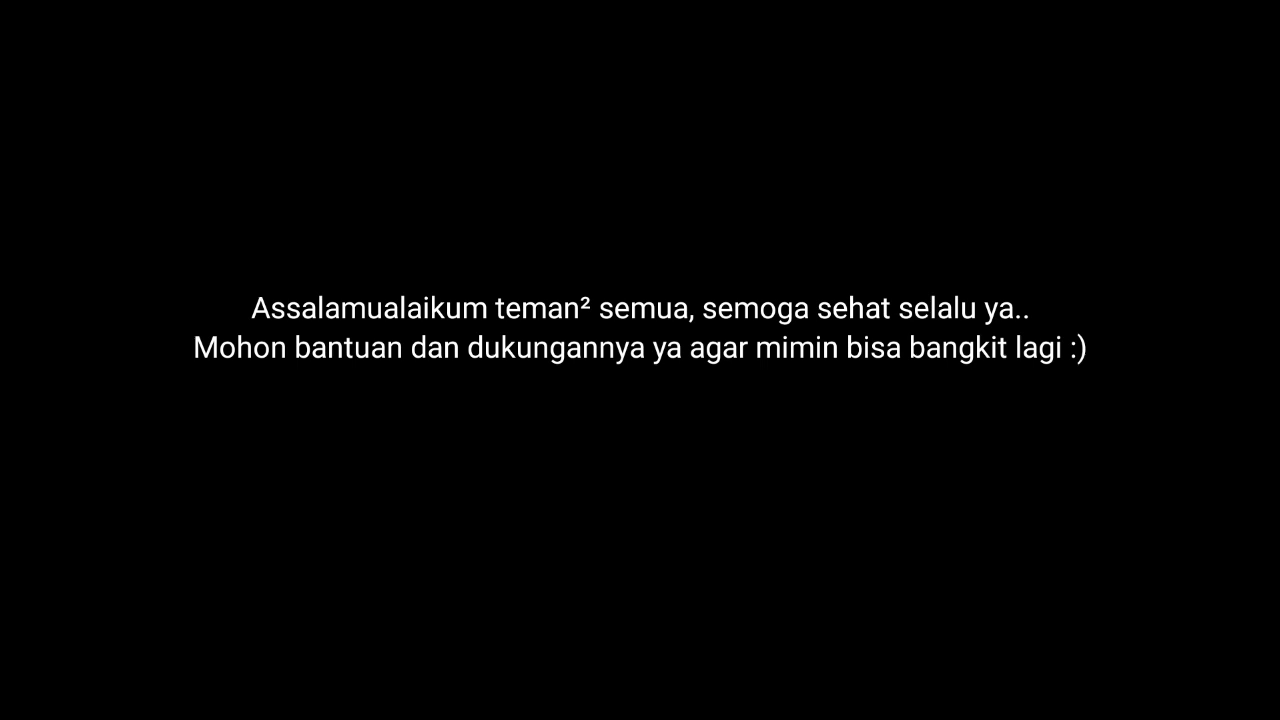 Assalamualaikum teman² semua, semoga sehat selalu ya..
Mohon bantuan dan dukungannya ya agar mimin bisa bangkit lagi :)